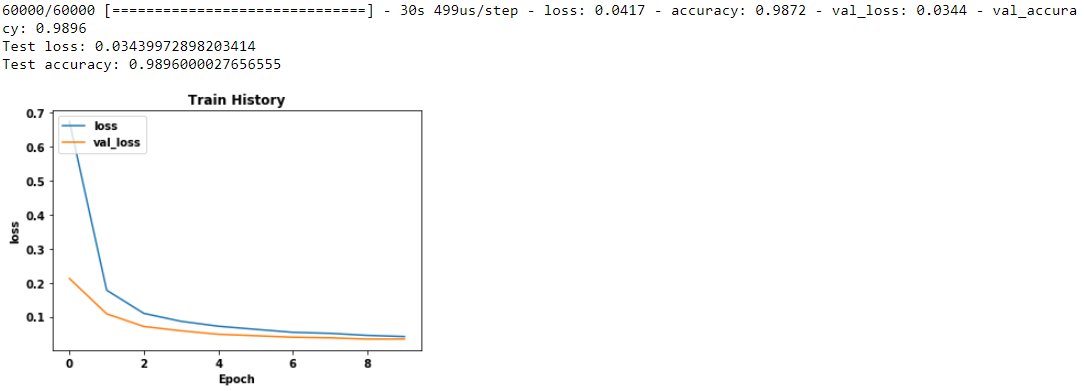 60000/60000 [==============================] - 30s 499us/step - loss: 0.0417 - accuracy: 0.9872 - val_loss: 0.0344 - val_accura
cy: 0.9896
Test loss: 0.03439972898203414
Test accuracy: 0.9896000027656555
Train History
loss
val_loss
0.7
0.6
0.5
0.4
0.3
0.2
0.1
loss
0 2 4 6 8
Epoch